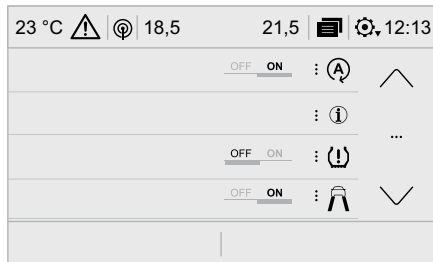 23 °C 18,5 21,5 12:13
OFF ON A
i
OFF ON (!)
OFF ON
...